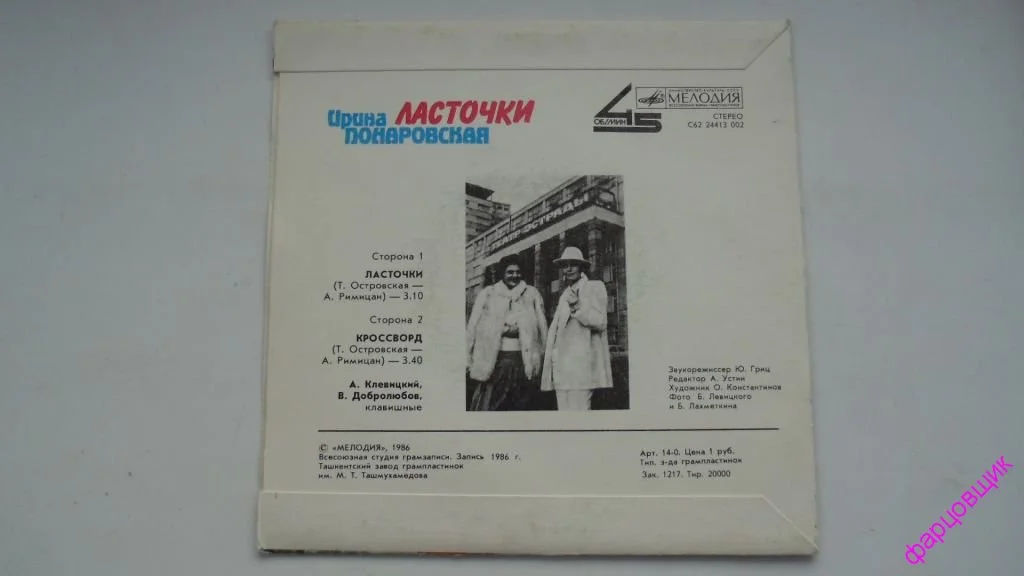 Ирина ЛАСТОЧКИ
ПОНАРОВСКАЯ
45
ОБ/МИН
МЕЛОДИЯ
СТЕРЕО
С62 24413 002
ТЕАТР ЭСТРАДЫ
Сторона 1
ЛАСТОЧКИ
(Т. Островская —
А. Римицан) — 3.10
Сторона 2
КРОССВОРД
(Т. Островская —
А. Римицан) — 3.40
А. Клевицкий,
В. Добролюбов,
клавишные
Звукорежиссер Ю. Гриц
Редактор А. Устин
Художник О. Константинов
Фото Б. Левицкого
и Б. Лахметкина
© «МЕЛОДИЯ», 1986
Всесоюзная студия грамзаписи. Запись 1986 г.
Ташкентский завод грампластинок
им. М. Т. Ташмухамедова
Арт. 14-0. Цена 1 руб.
Тип. з-да грампластинок
Зак. 1217. Тир. 20000
фарцовщик